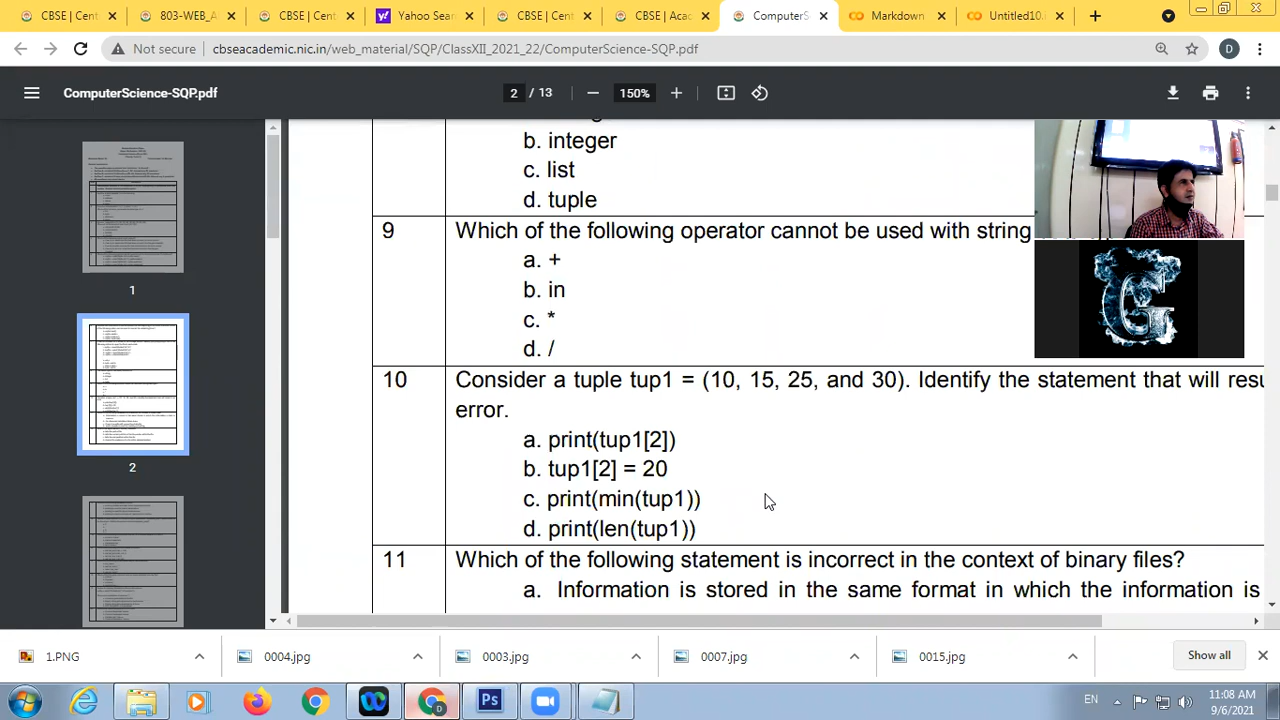 CBSE | Cent
803-WEB_A
CBSE | Cent
Yahoo Sear
CBSE | Cent
CBSE | Aca
ComputerS
Markdown
Untitled10.i
Not secure
cbseacademic.nic.in/web_material/SQP/ClassXII_2021_22/ComputerScience-SQP.pdf
D
ComputerScience-SQP.pdf
2 / 13
150%
1
2
b. integer
c. list
d. tuple
9 Which of the following operator cannot be used with string
a. +
b. in
c. *
d. /
10 Consider a tuple tup1 = (10, 15, 25, and 30). Identify the statement that will resu
error.
a. print(tup1[2])
b. tup1[2] = 20
c. print(min(tup1))
d. print(len(tup1))
11 Which of the following statement is incorrect in the context of binary files?
a. Information is stored in the same format in which the information is
G
1.PNG
0004.jpg
0003.jpg
0007.jpg
0015.jpg
Show all
Ps
EN
11:08 AM
9/6/2021